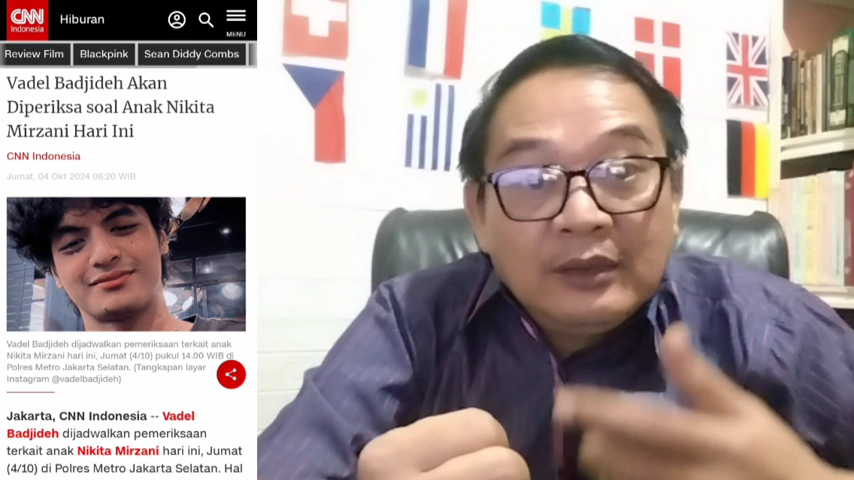 CNN
Indonesia
Hiburan
MENU
Review Film
Blackpink
Sean Diddy Combs
Vadel Badjideh Akan
Diperiksa soal Anak Nikita
Mirzani Hari Ini
CNN Indonesia
Jumat, 04 Okt 2024 06:20 WIB
Vadel Badjideh dijadwalkan pemeriksaan terkait anak
Nikita Mirzani hari ini, Jumat (4/10) pukul 14.00 WIB di
Polres Metro Jakarta Selatan. (Tangkapan layar
Instagram @vadelbadjideh)
Jakarta, CNN Indonesia -- Vadel
Badjideh dijadwalkan pemeriksaan
terkait anak Nikita Mirzani hari ini, Jumat
(4/10) di Polres Metro Jakarta Selatan. Hal